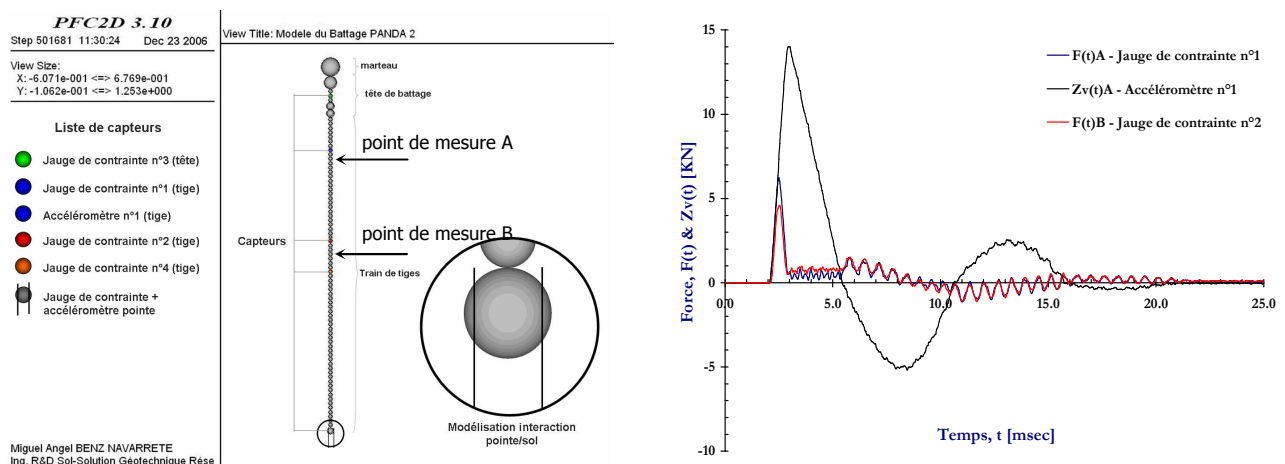 PFC2D 3.10
Step 501681 11:30:24 Dec 23 2006
View Size:
X: -6.071e-001 <=> 6.769e-001
Y: -1.062e-001 <=> 1.253e+000
Liste de capteurs
Jauge de contrainte n°3 (tête)
Jauge de contrainte n°1 (tige)
Accéléromètre n°1 (tige)
Jauge de contrainte n°2 (tige)
Jauge de contrainte n°4 (tige)
Jauge de contrainte +
accéléromètre pointe
Miguel Angel BENZ NAVARRETE
Ing. R&D Sol-Solution Géotechnique Rése
View Title: Modele du Battage PANDA 2
marteau
tête de battage
point de mesure A
point de mesure B
Capteurs
Train de tiges
Modélisation interaction
pointe/sol
Force, F(t) & Zv(t) [KN]
15
10
5
0
-5
-10
0.0 5.0 10.0 15.0 20.0 25.0
Temps, t [msec]
F(t)A - Jauge de contrainte n°1
Zv(t)A - Accéléromètre n°1
F(t)B - Jauge de contrainte n°2